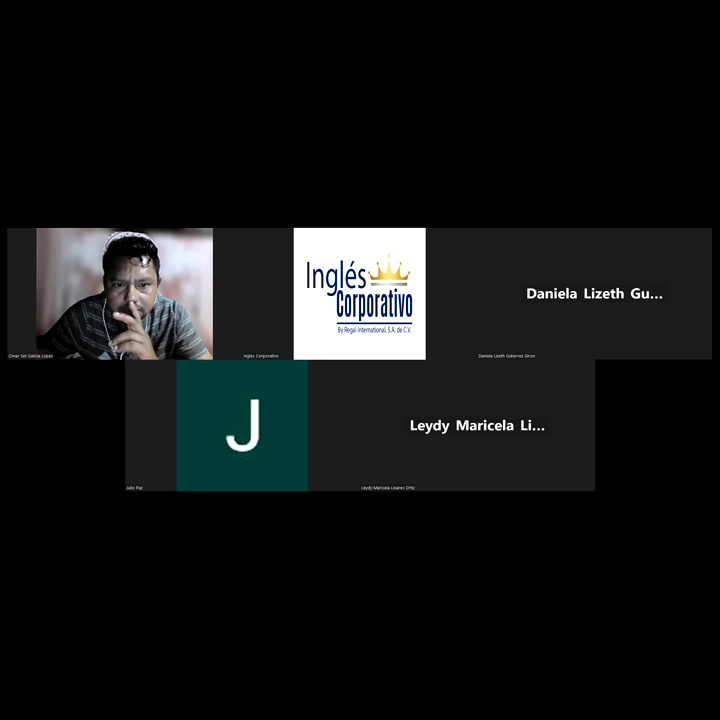 Inglés
Corporativo
By Regal International, S.A. de C.V.
Daniela Lizeth Gu...
Omar Set Galicia Lopez
Inglés Corporativo
Daniela Lizeth Gutierrez Giron
J
Leydy Maricela Li...
Julio Paz
Leydy Maricela Linares Ortiz